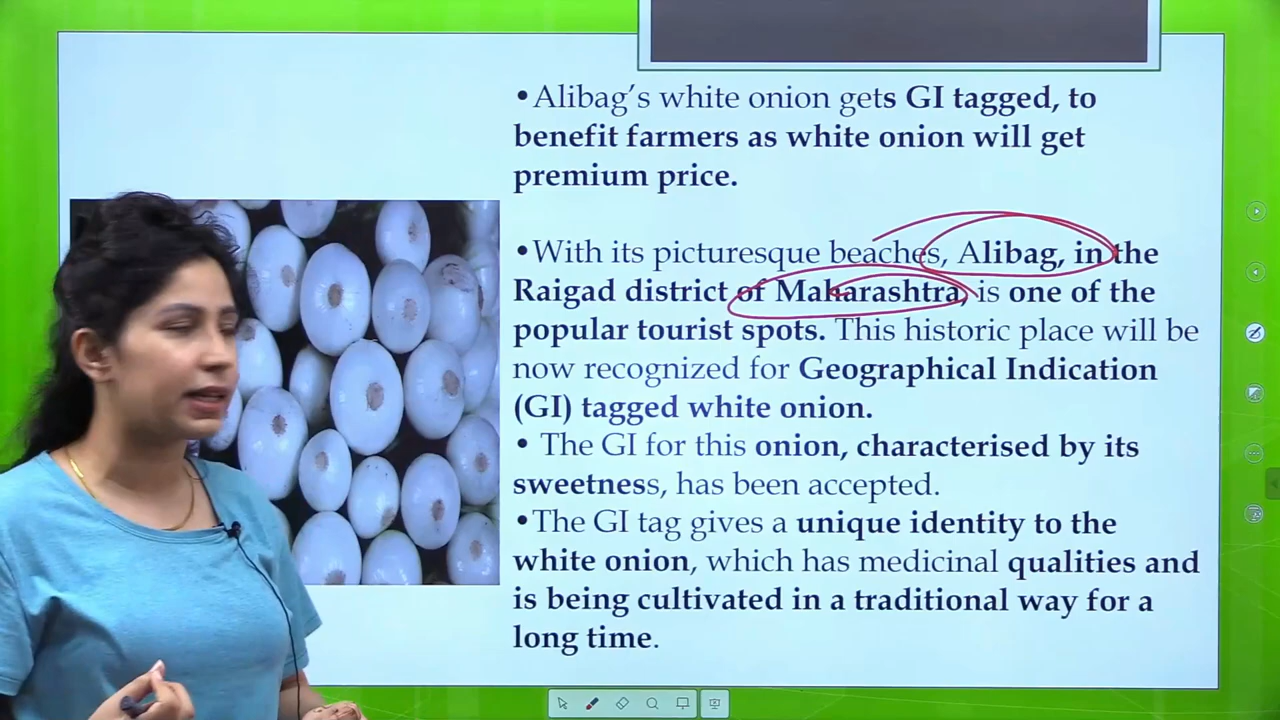 •Alibag’s white onion gets GI tagged, to
benefit farmers as white onion will get
premium price.
•With its picturesque beaches, Alibag, in the
Raigad district of Maharashtra, is one of the
popular tourist spots. This historic place will be
now recognized for Geographical Indication
(GI) tagged white onion.
• The GI for this onion, characterised by its
sweetness, has been accepted.
•The GI tag gives a unique identity to the
white onion, which has medicinal qualities and
is being cultivated in a traditional way for a
long time.